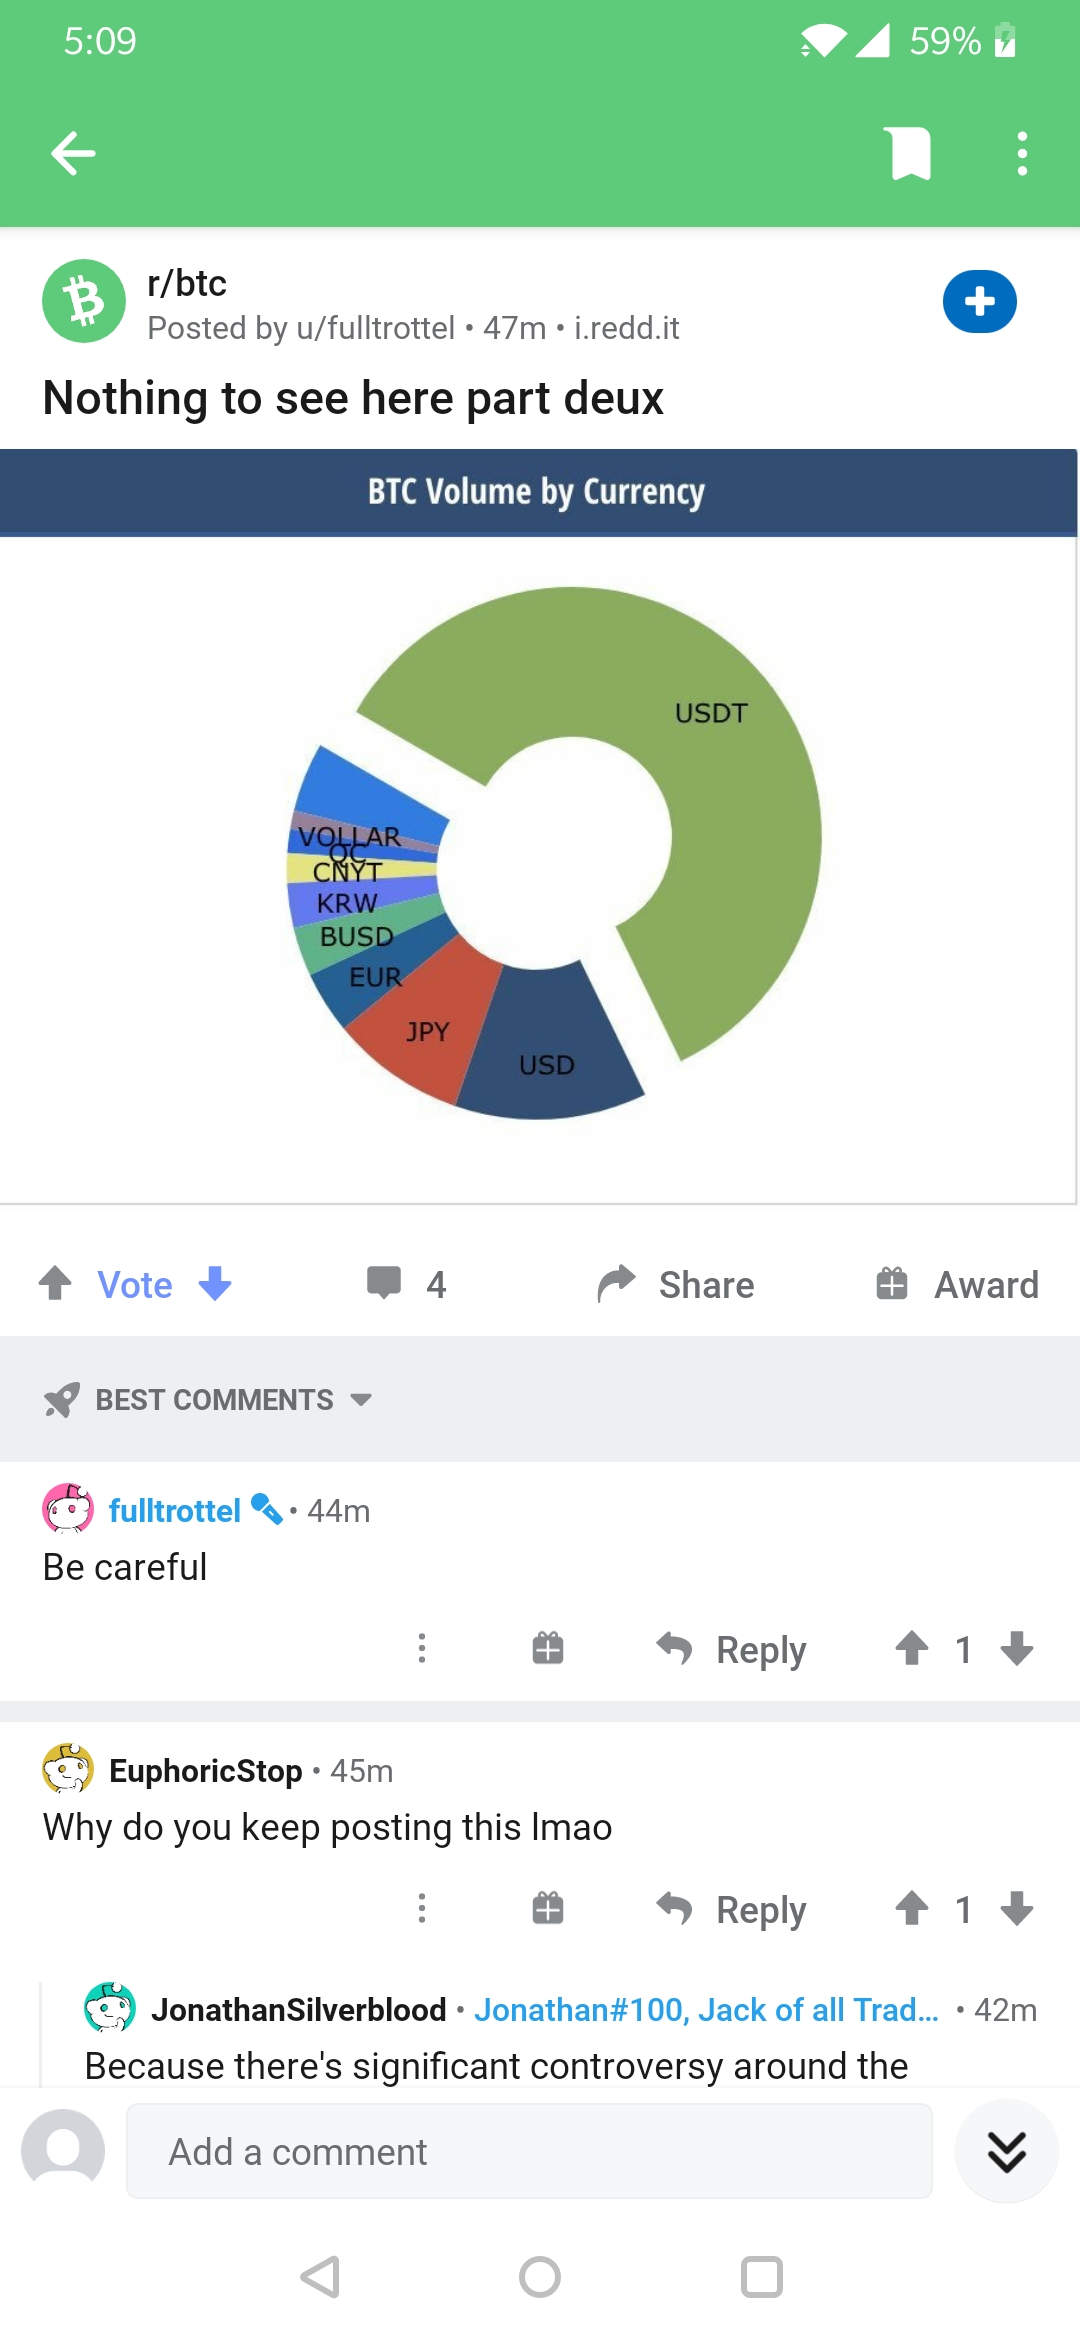 5:09
59%
r/btc
Posted by u/fulltrottel • 47m • i.redd.it
Nothing to see here part deux
BTC Volume by Currency
USDT
VOLLAR
QC
CNYT
KRW
BUSD
EUR
JPY
USD
Vote
4
Share
Award
BEST COMMENTS
fulltrottel • 44m
Be careful
Reply
1
EuphoricStop • 45m
Why do you keep posting this lmao
Reply
1
JonathanSilverblood • Jonathan#100, Jack of all Trad... • 42m
Because there's significant controversy around the
Add a comment